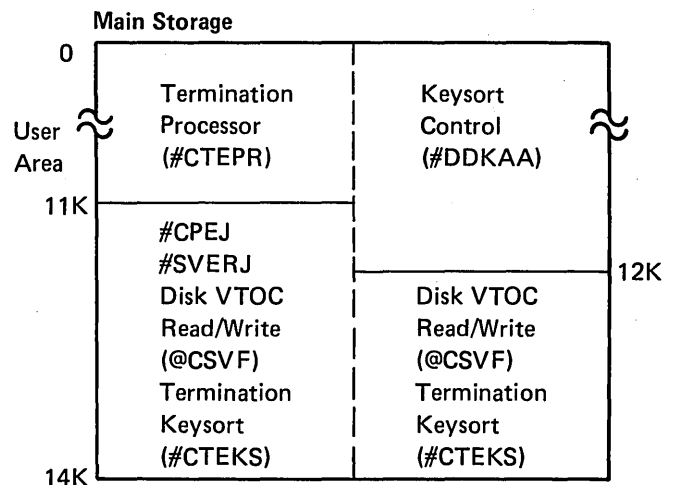 Main Storage
0
User
Area
Termination
Processor
(#CTEPR)
Keysort
Control
(#DDKAA)
11K
#CPEJ
#SVERJ
Disk VTOC
Read/Write
(@CSVF)
Termination
Keysort
(#CTEKS)
12K
Disk VTOC
Read/Write
(@CSVF)
Termination
Keysort
(#CTEKS)
14K